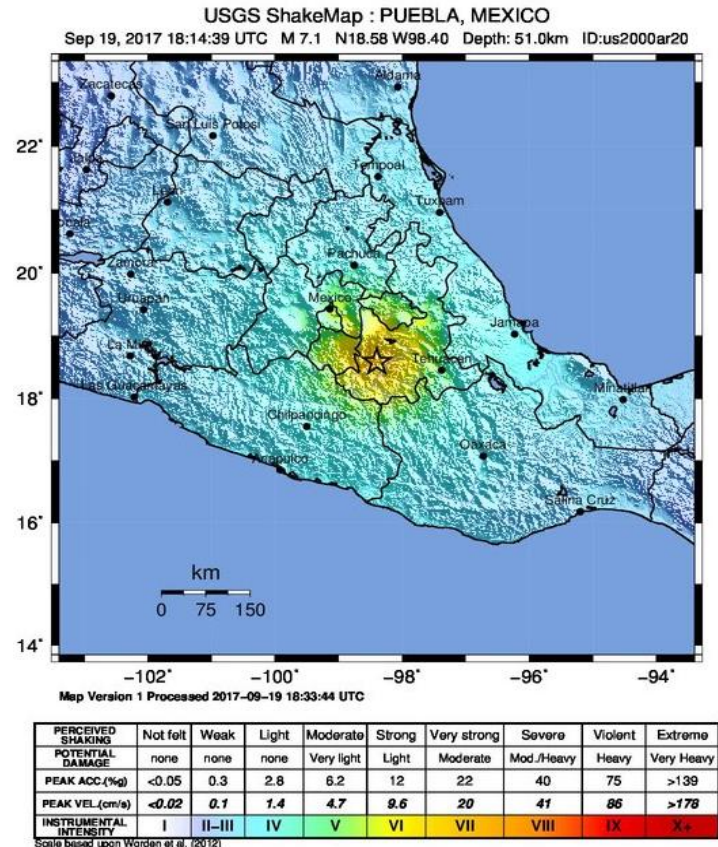 USGS ShakeMap : PUEBLA, MEXICO
Sep 19, 2017 18:14:39 UTC M 7.1 N18.58 W98.40 Depth: 51.0km ID:us2000ar20
Aldama
Zacatecas
22˚
San Luis Potosi
Tempoal
Leon
Tuxpam
20˚
Pachuca
Zamora
Uruapan
Mexico
Jamapa
La Mi
Tehuacan
18˚
Las Guacamayas
Minatitlan
Chilpancingo
Oaxaca
Acapulco
16˚
Salina Cruz
km
0 75 150
14˚
−102˚ −100˚ −98˚ −96˚ −94˚
Map Version 1 Processed 2017−09−19 18:33:44 UTC
PERCEIVED SHAKING Not felt Weak Light Moderate Strong Very strong Severe Violent Extreme
POTENTIAL DAMAGE none none none Very light Light Moderate Mod./Heavy Heavy Very Heavy
PEAK ACC.(%g) <0.05 0.3 2.8 6.2 12 22 40 75 >139
PEAK VEL.(cm/s) <0.02 0.1 1.4 4.7 9.6 20 41 86 >178
INSTRUMENTAL INTENSITY I II−III IV V VI VII VIII IX X+
Scale based upon Worden et al. (2012)